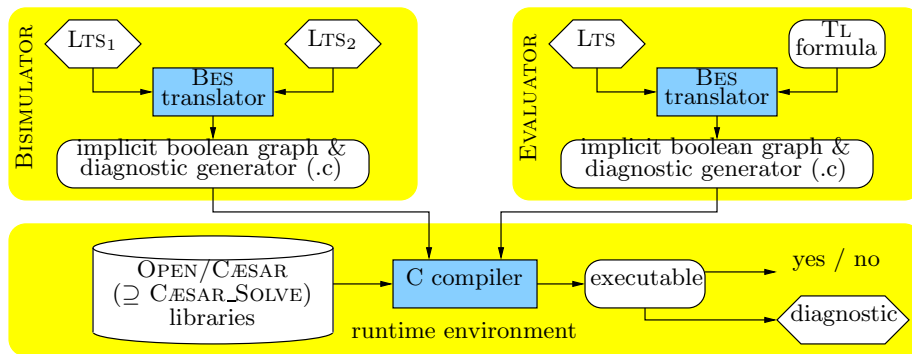 BISIMULATOR
LTS1
LTS2
BES
translator
implicit boolean graph &
diagnostic generator (.c)
EVALUATOR
LTS
TL
formula
BES
translator
implicit boolean graph &
diagnostic generator (.c)
OPEN/CÆSAR
(⊇ CÆSAR_SOLVE)
libraries
C compiler
executable
yes / no
diagnostic
runtime environment